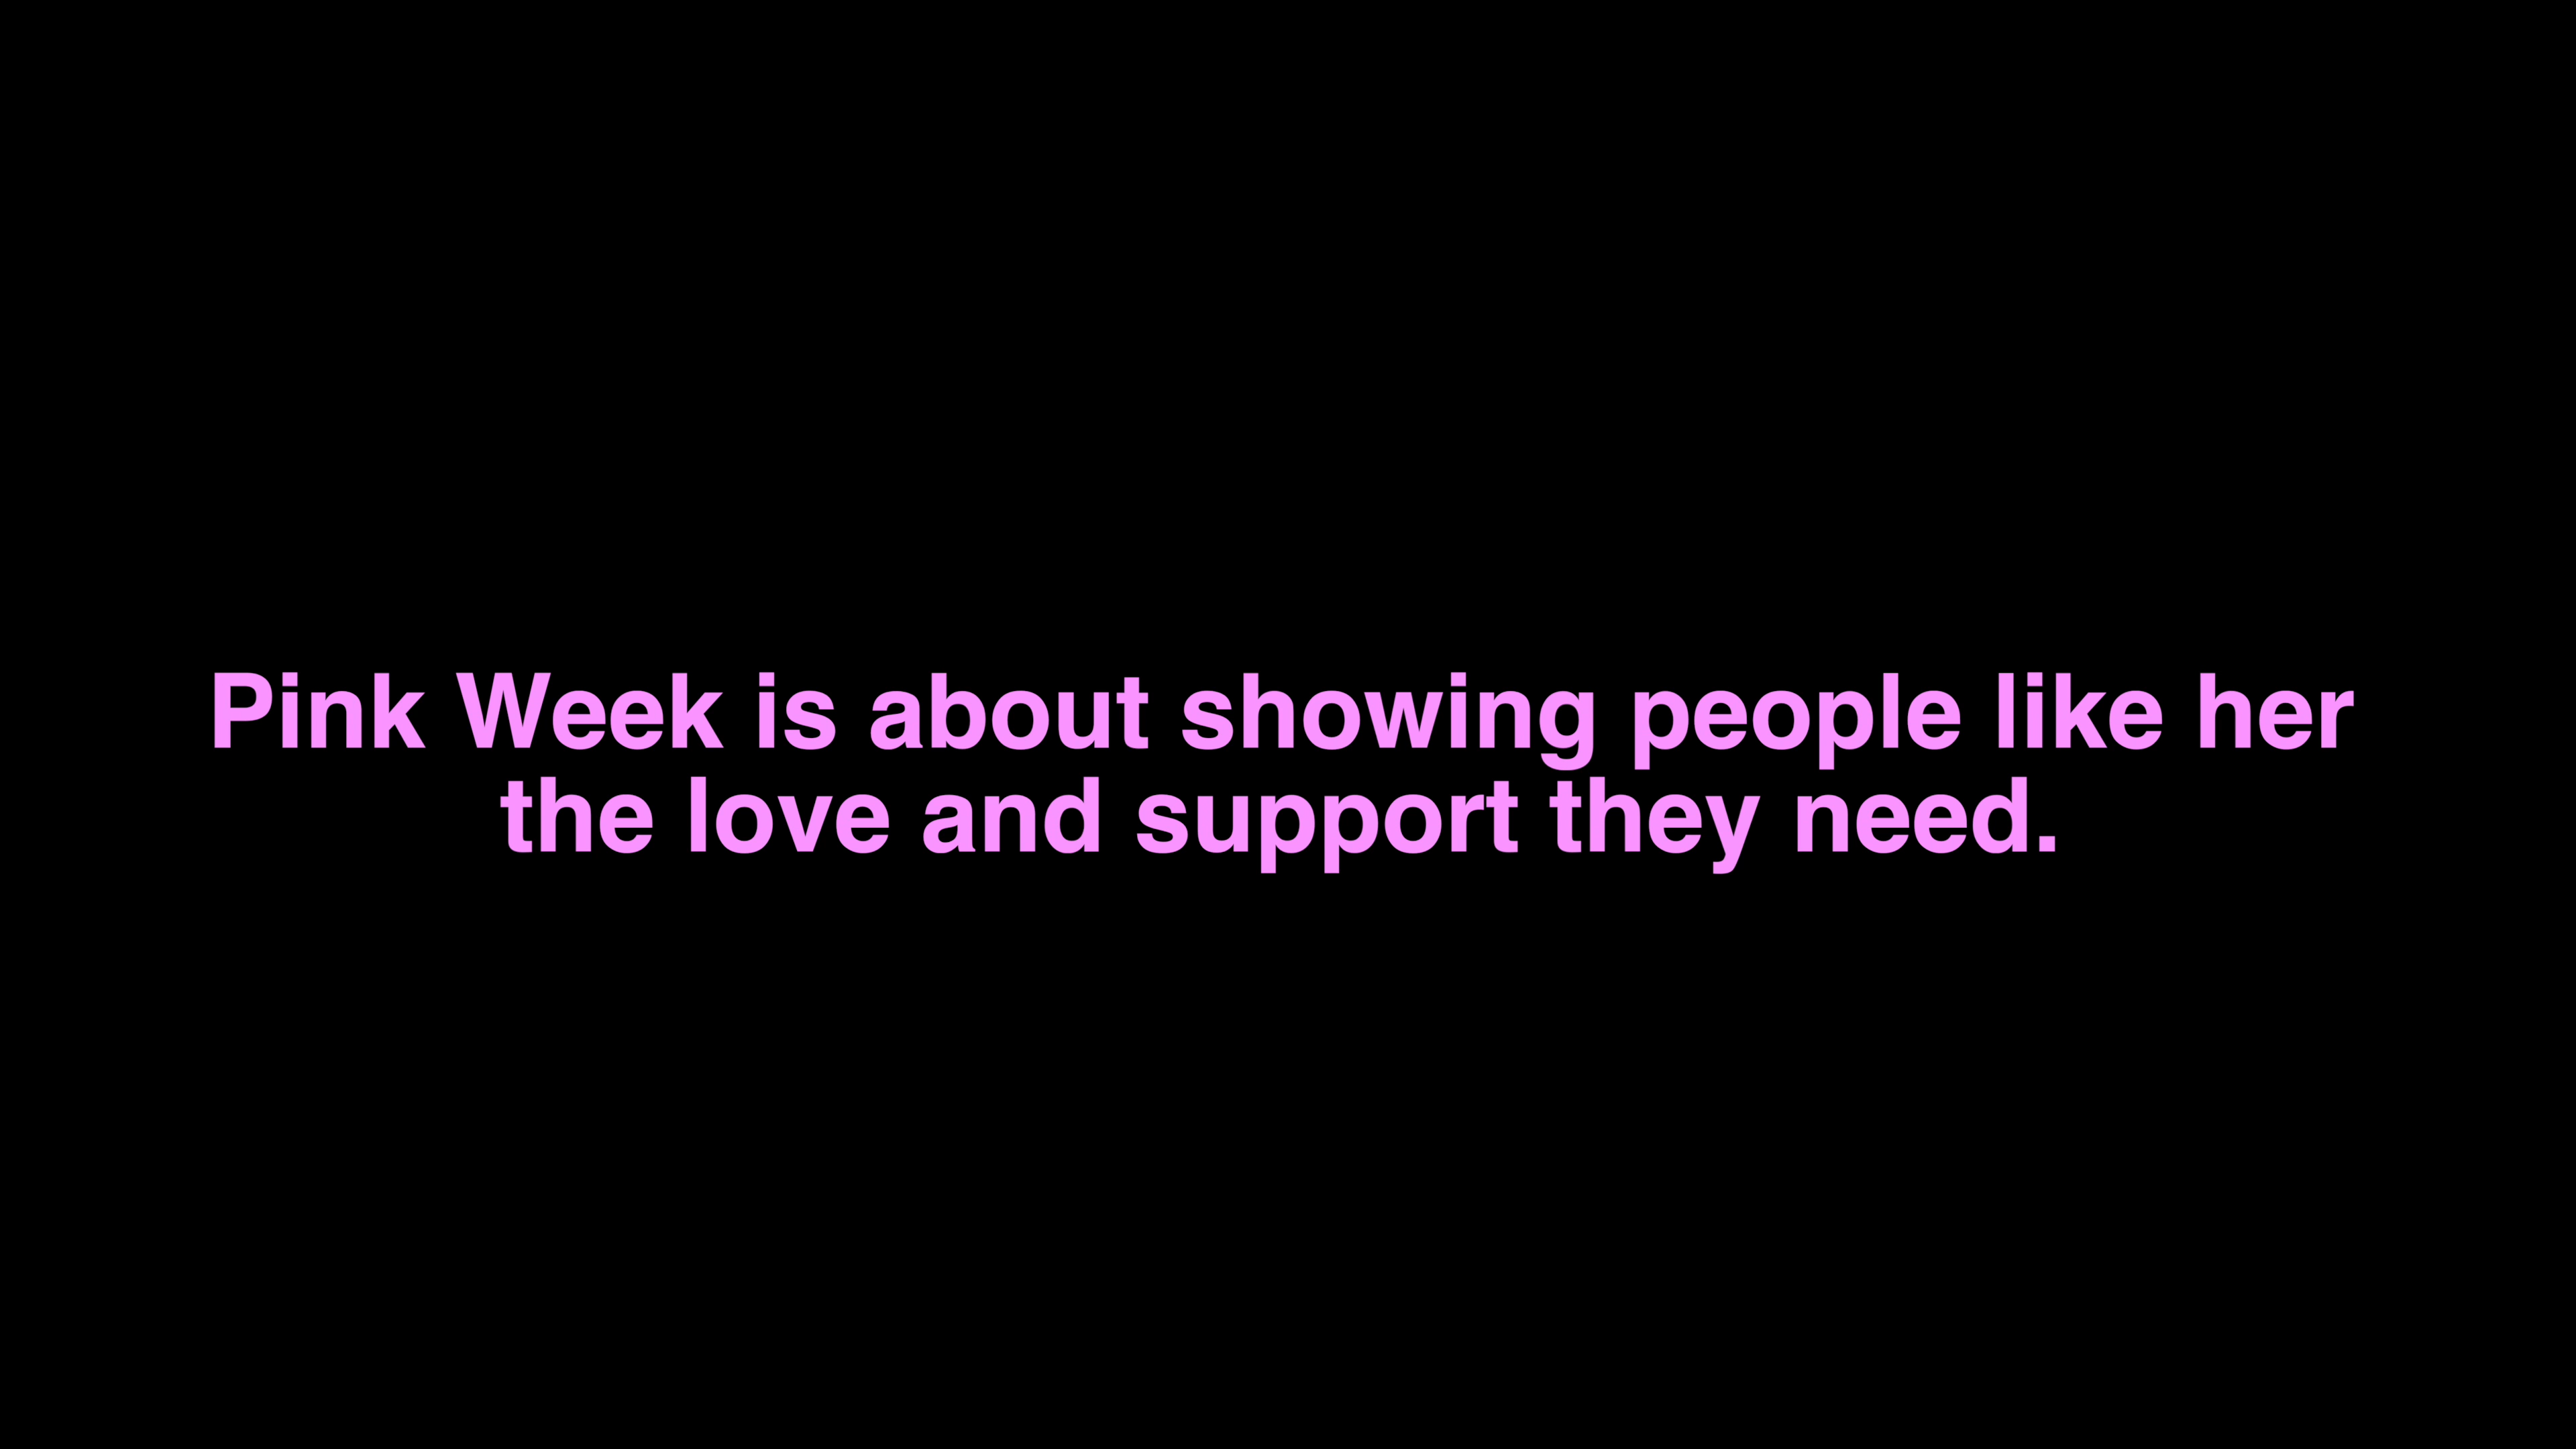 Pink Week is about showing people like her
the love and support they need.